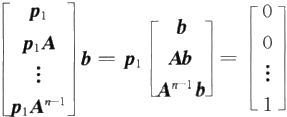 [p₁; p₁A; ⋮; p₁Aⁿ⁻¹] b = p₁ [b; Ab; Aⁿ⁻¹b] = [0; 0; ⋮; 1]